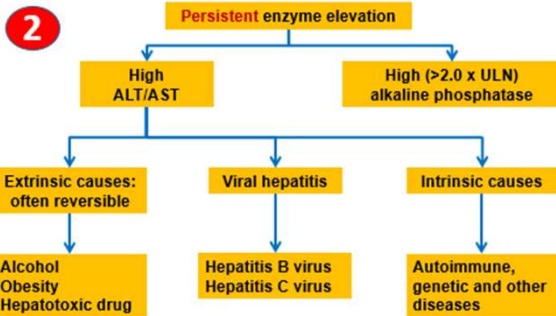 2
Persistent enzyme elevation
High
ALT/AST
High (>2.0 x ULN)
alkaline phosphatase
Extrinsic causes:
often reversible
Viral hepatitis
Intrinsic causes
Alcohol
Obesity
Hepatotoxic drug
Hepatitis B virus
Hepatitis C virus
Autoimmune,
genetic and other
diseases